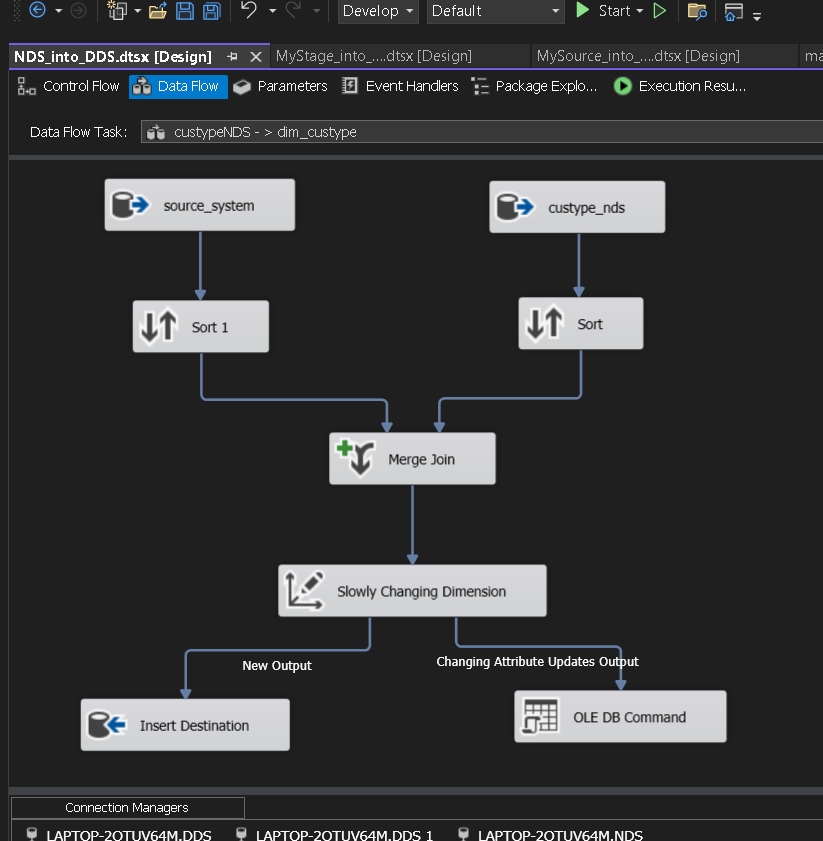 Develop Default Start
NDS_into_DDS.dtsx [Design] MyStage_into_....dtsx [Design] MySource_into_....dtsx [Design] ma
Control Flow Data Flow Parameters Event Handlers Package Explo... Execution Resu...
Data Flow Task: custypeNDS - > dim_custype
source_system custype_nds
Sort 1 Sort
Merge Join
Slowly Changing Dimension
New Output Changing Attribute Updates Output
Insert Destination OLE DB Command
Connection Managers
LAPTOP-2OTUV64M.DDS LAPTOP-2OTUV64M.DDS 1 LAPTOP-2OTUV64M.NDS